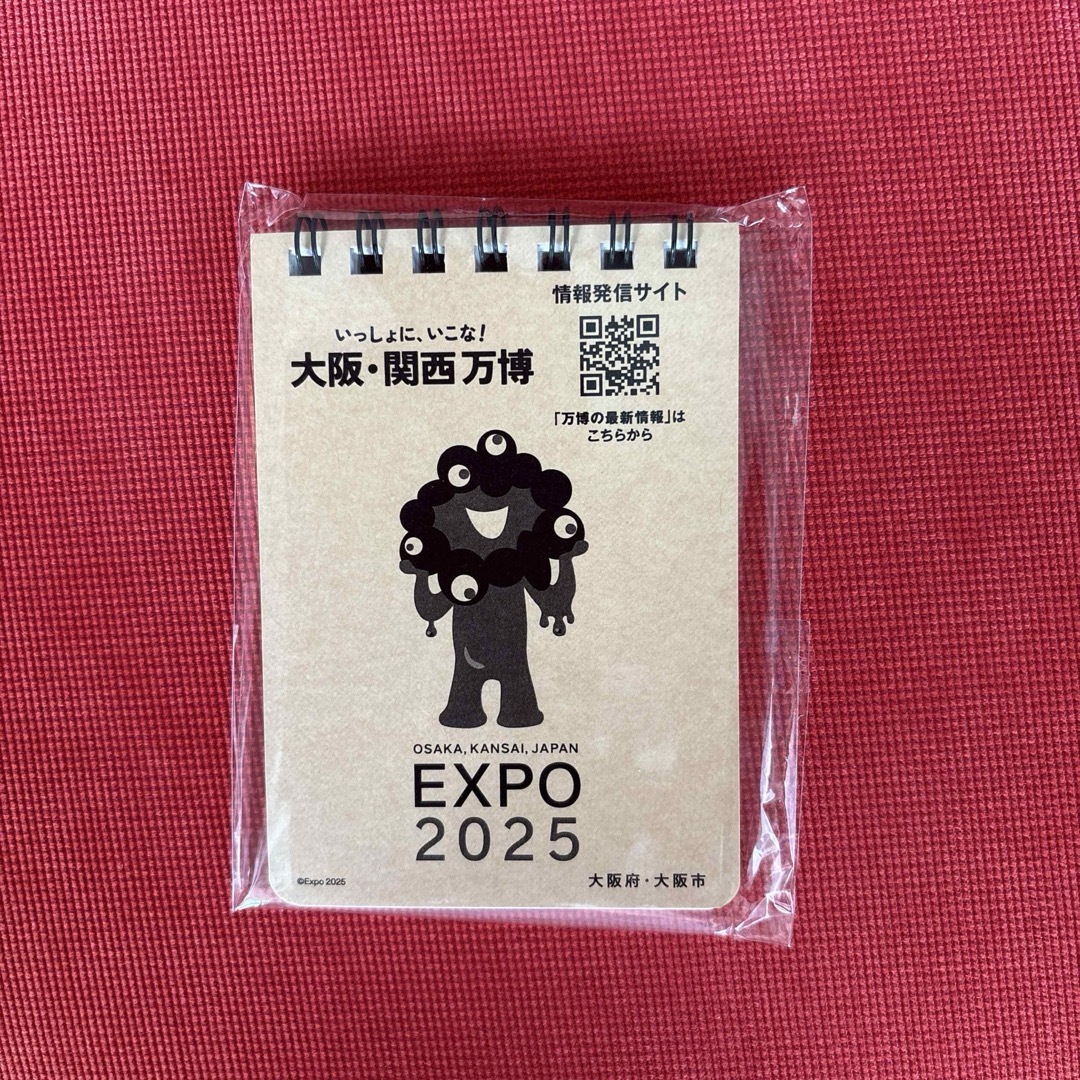 情報発信サイト
いっしょに、いこな!
大阪・関西万博
「万博の最新情報」は
こちらから
OSAKA, KANSAI, JAPAN
EXPO
2025
©Expo 2025
大阪府・大阪市